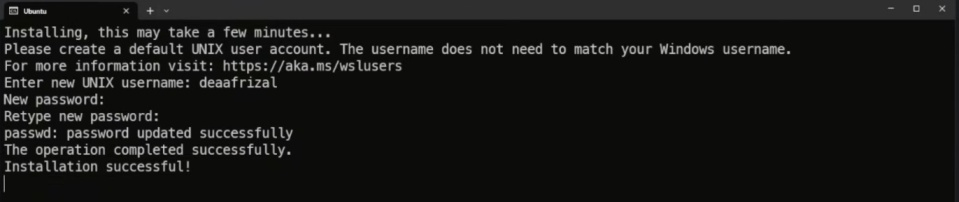 Ubuntu
Installing, this may take a few minutes...
Please create a default UNIX user account. The username does not need to match your Windows username.
For more information visit: https://aka.ms/wslusers
Enter new UNIX username: deaafrizal
New password:
Retype new password:
passwd: password updated successfully
The operation completed successfully.
Installation successful!